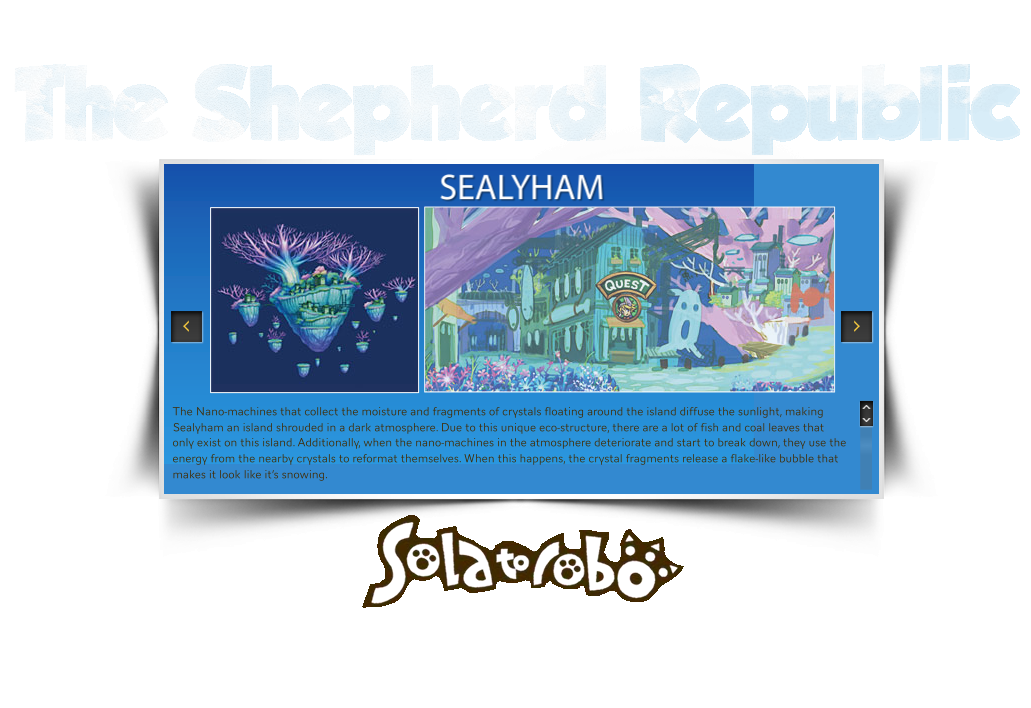 The Shepherd Republic
SEALYHAM
QUEST
The Nano-machines that collect the moisture and fragments of crystals floating around the island diffuse the sunlight, making
Sealyham an island shrouded in a dark atmosphere. Due to this unique eco-structure, there are a lot of fish and coal leaves that
only exist on this island. Additionally, when the nano-machines in the atmosphere deteriorate and start to break down, they use the
energy from the nearby crystals to reformat themselves. When this happens, the crystal fragments release a flake-like bubble that
makes it look like it's snowing.
Solatorobo